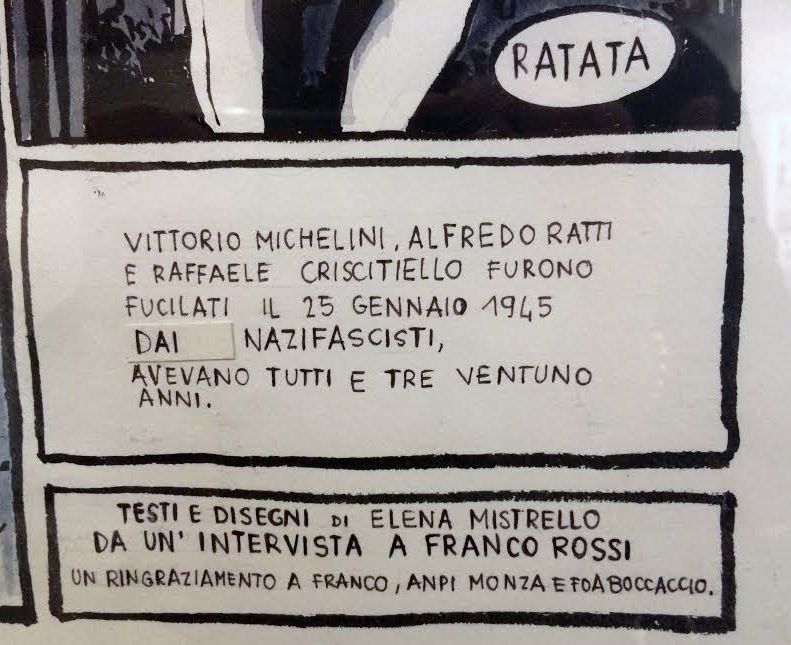 RATATA
VITTORIO MICHELINI, ALFREDO RATTI
E RAFFAELE CRISCITIELLO FURONO
FUCILATI IL 25 GENNAIO 1945
DAI NAZIFASCISTI,
AVEVANO TUTTI E TRE VENTUNO
ANNI.
TESTI E DISEGNI DI ELENA MISTRELLO
DA UN' INTERVISTA A FRANCO ROSSI
UN RINGRAZIAMENTO A FRANCO, ANPI MONZA E FOA BOCCACCIO.